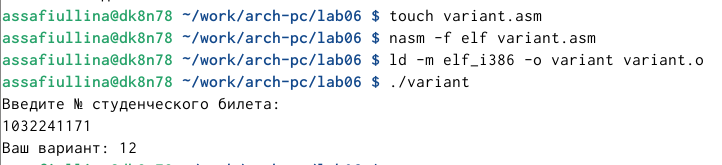 assafiullina@dk8n78 ~/work/arch-pc/lab06 $ touch variant.asm
assafiullina@dk8n78 ~/work/arch-pc/lab06 $ nasm -f elf variant.asm
assafiullina@dk8n78 ~/work/arch-pc/lab06 $ ld -m elf_i386 -o variant variant.o
assafiullina@dk8n78 ~/work/arch-pc/lab06 $ ./variant
Введите № студенческого билета:
1032241171
Ваш вариант: 12